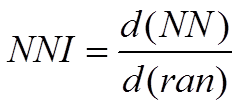 NNI = d(NN) / d(ran)